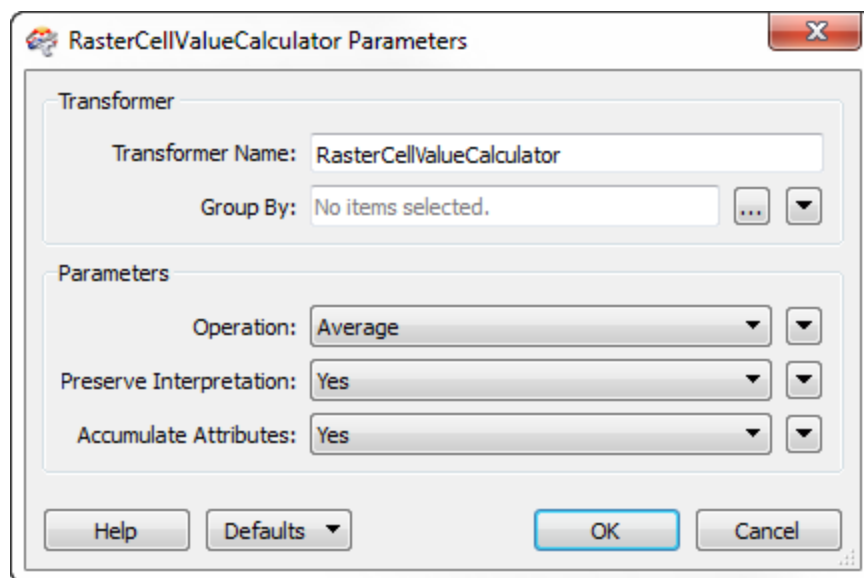 RasterCellValueCalculator Parameters
Transformer
Transformer Name: RasterCellValueCalculator
Group By: No items selected. ...
Parameters
Operation: Average
Preserve Interpretation: Yes
Accumulate Attributes: Yes
Help Defaults OK Cancel